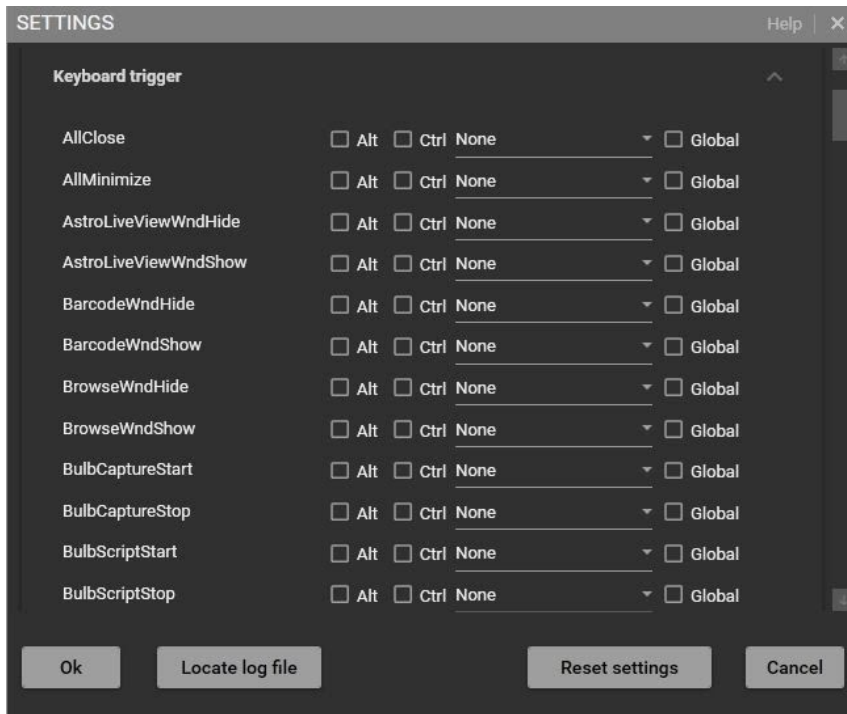 SETTINGS Help
Keyboard trigger
AllClose Alt Ctrl None Global
AllMinimize Alt Ctrl None Global
AstroLiveViewWndHide Alt Ctrl None Global
AstroLiveViewWndShow Alt Ctrl None Global
BarcodeWndHide Alt Ctrl None Global
BarcodeWndShow Alt Ctrl None Global
BrowseWndHide Alt Ctrl None Global
BrowseWndShow Alt Ctrl None Global
BulbCaptureStart Alt Ctrl None Global
BulbCaptureStop Alt Ctrl None Global
BulbScriptStart Alt Ctrl None Global
BulbScriptStop Alt Ctrl None Global
Ok Locate log file Reset settings Cancel